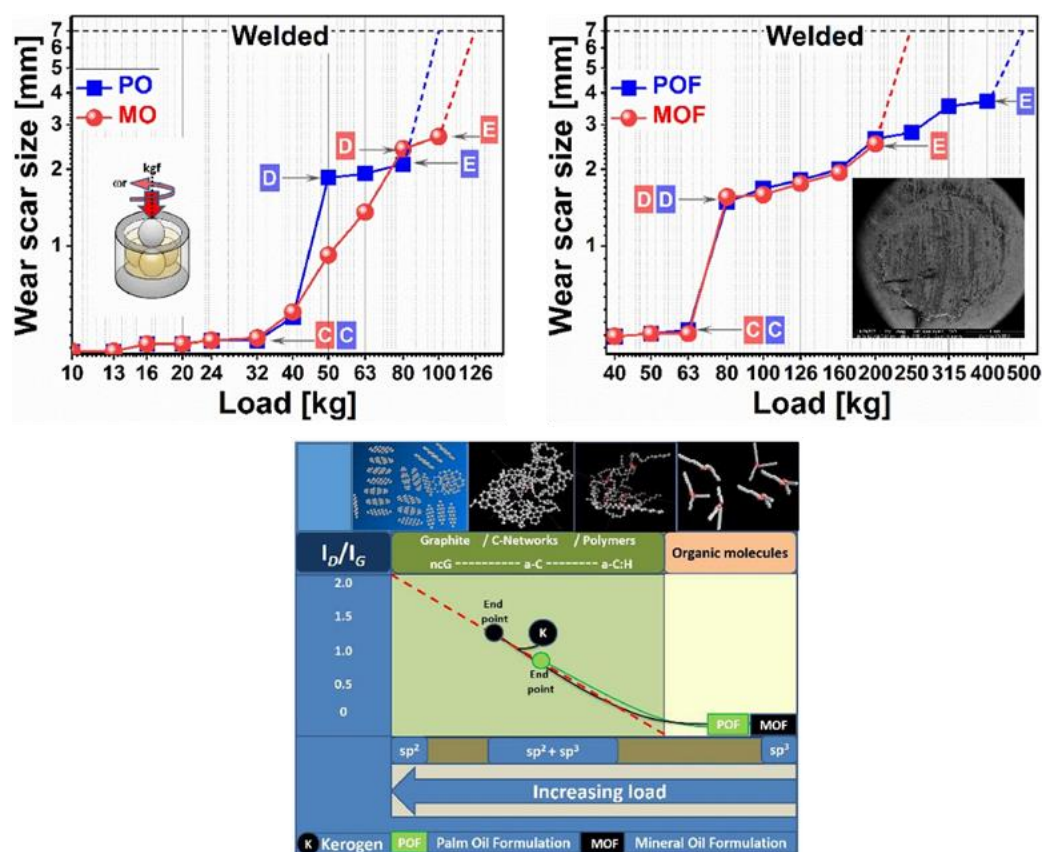 Welded
PO
MO
kgf
ωr
D
E
D
E
C C
7
5
4
3
2
1
Wear scar size [mm]
10 13 16 20 24 32 40 50 63 80 100 126
Load [kg]
Welded
POF
MOF
E
E
D D
C C
7
5
4
3
2
1
Wear scar size [mm]
40 50 63 80 100 126 160 200 250 315 400 500
Load [kg]
I_D/I_G
Graphite / C-Networks / Polymers
ncG ---------- a-C -------- a-C:H
Organic molecules
2.0
1.5
1.0
0.5
0
End
point
K
End
point
POF
MOF
sp²
sp² + sp³
sp³
Increasing load
K Kerogen
POF Palm Oil Formulation
MOF Mineral Oil Formulation